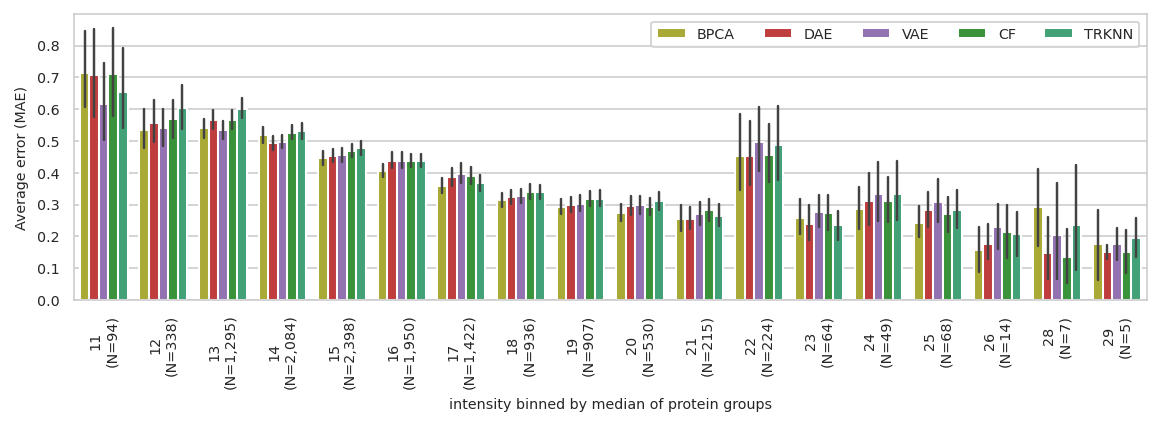 BPCA DAE VAE CF TRKNN
Average error (MAE)
0.8
0.7
0.6
0.5
0.4
0.3
0.2
0.1
0.0
11
(N=94)
12
(N=338)
13
(N=1,295)
14
(N=2,084)
15
(N=2,398)
16
(N=1,950)
17
(N=1,422)
18
(N=936)
19
(N=907)
20
(N=530)
21
(N=215)
22
(N=224)
23
(N=64)
24
(N=49)
25
(N=68)
26
(N=14)
28
(N=7)
29
(N=5)
intensity binned by median of protein groups